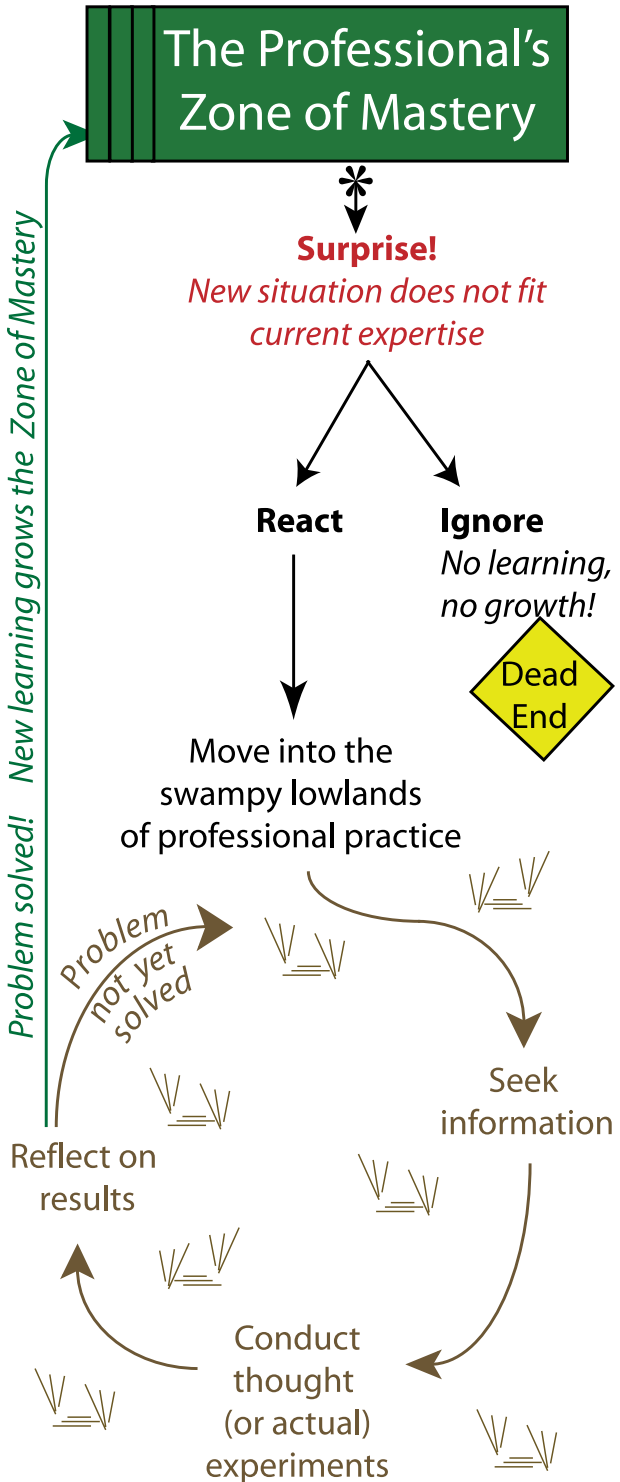 The Professional’s
Zone of Mastery
*
Surprise!
New situation does not fit
current expertise
React
Ignore
No learning,
no growth!
Dead
End
Move into the
swampy lowlands
of professional practice
Seek
information
Conduct
thought
(or actual)
experiments
Reflect on
results
Problem
not yet
solved
Problem solved! New learning grows the Zone of Mastery